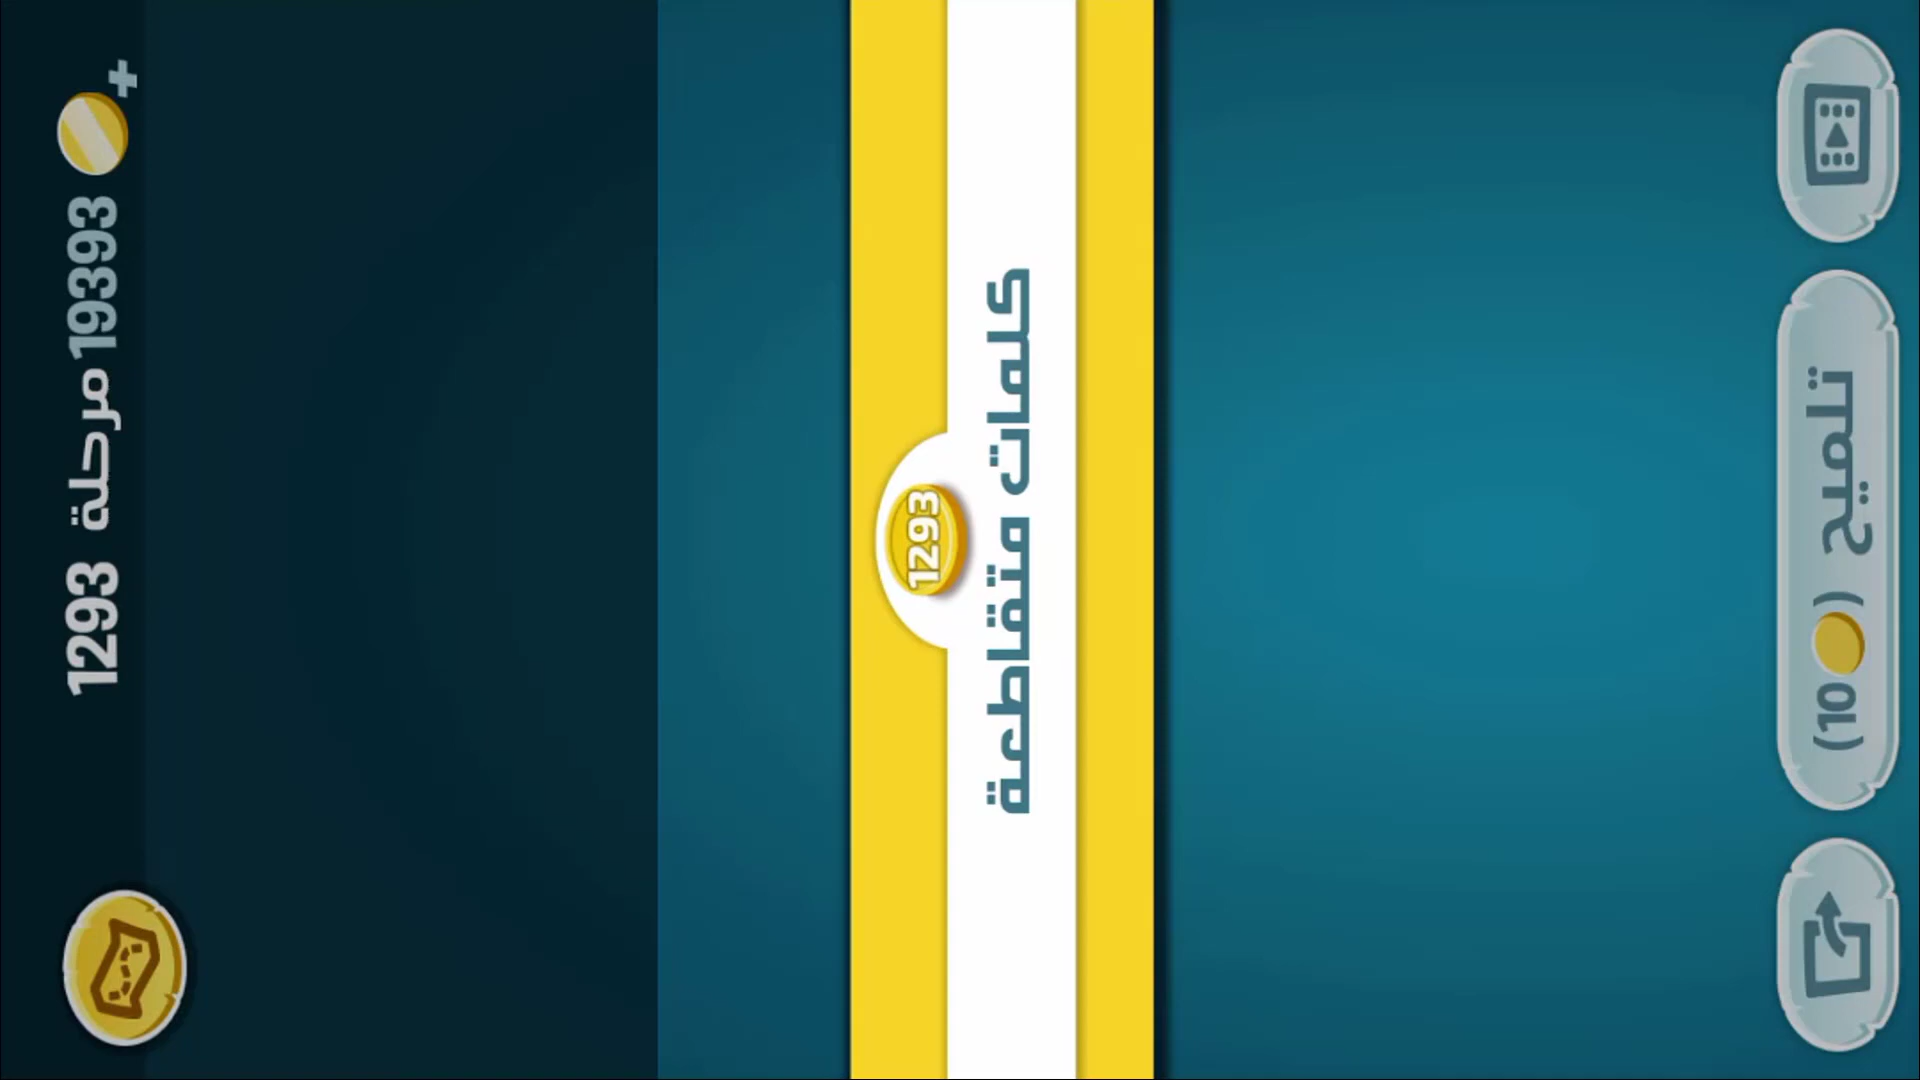 1293 مرحلة
19393 +
1293
كلمات متقاطعة
تلميح (10)